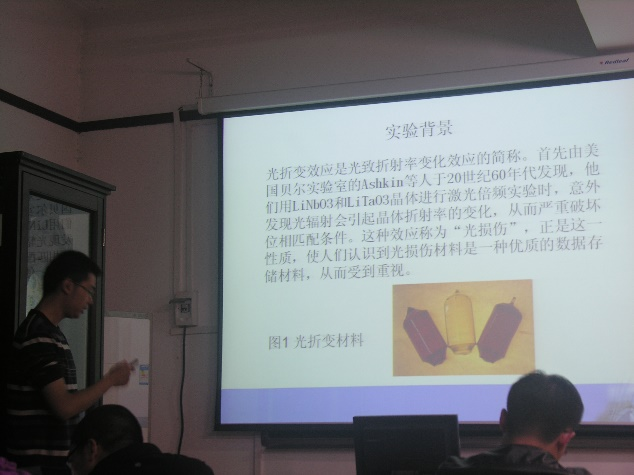 实验背景
光折变效应是光致折射率变化效应的简称。首先由美
国贝尔实验室的Ashkin等人于20世纪60年代发现，他
们用LiNbO3和LiTaO3晶体进行激光倍频实验时，意外
发现光辐射会引起晶体折射率的变化，从而严重破坏
位相匹配条件。这种效应称为“光损伤”，正是这一
性质，使人们认识到光损伤材料是一种优质的数据存
储材料，从而受到重视。
图1 光折变材料